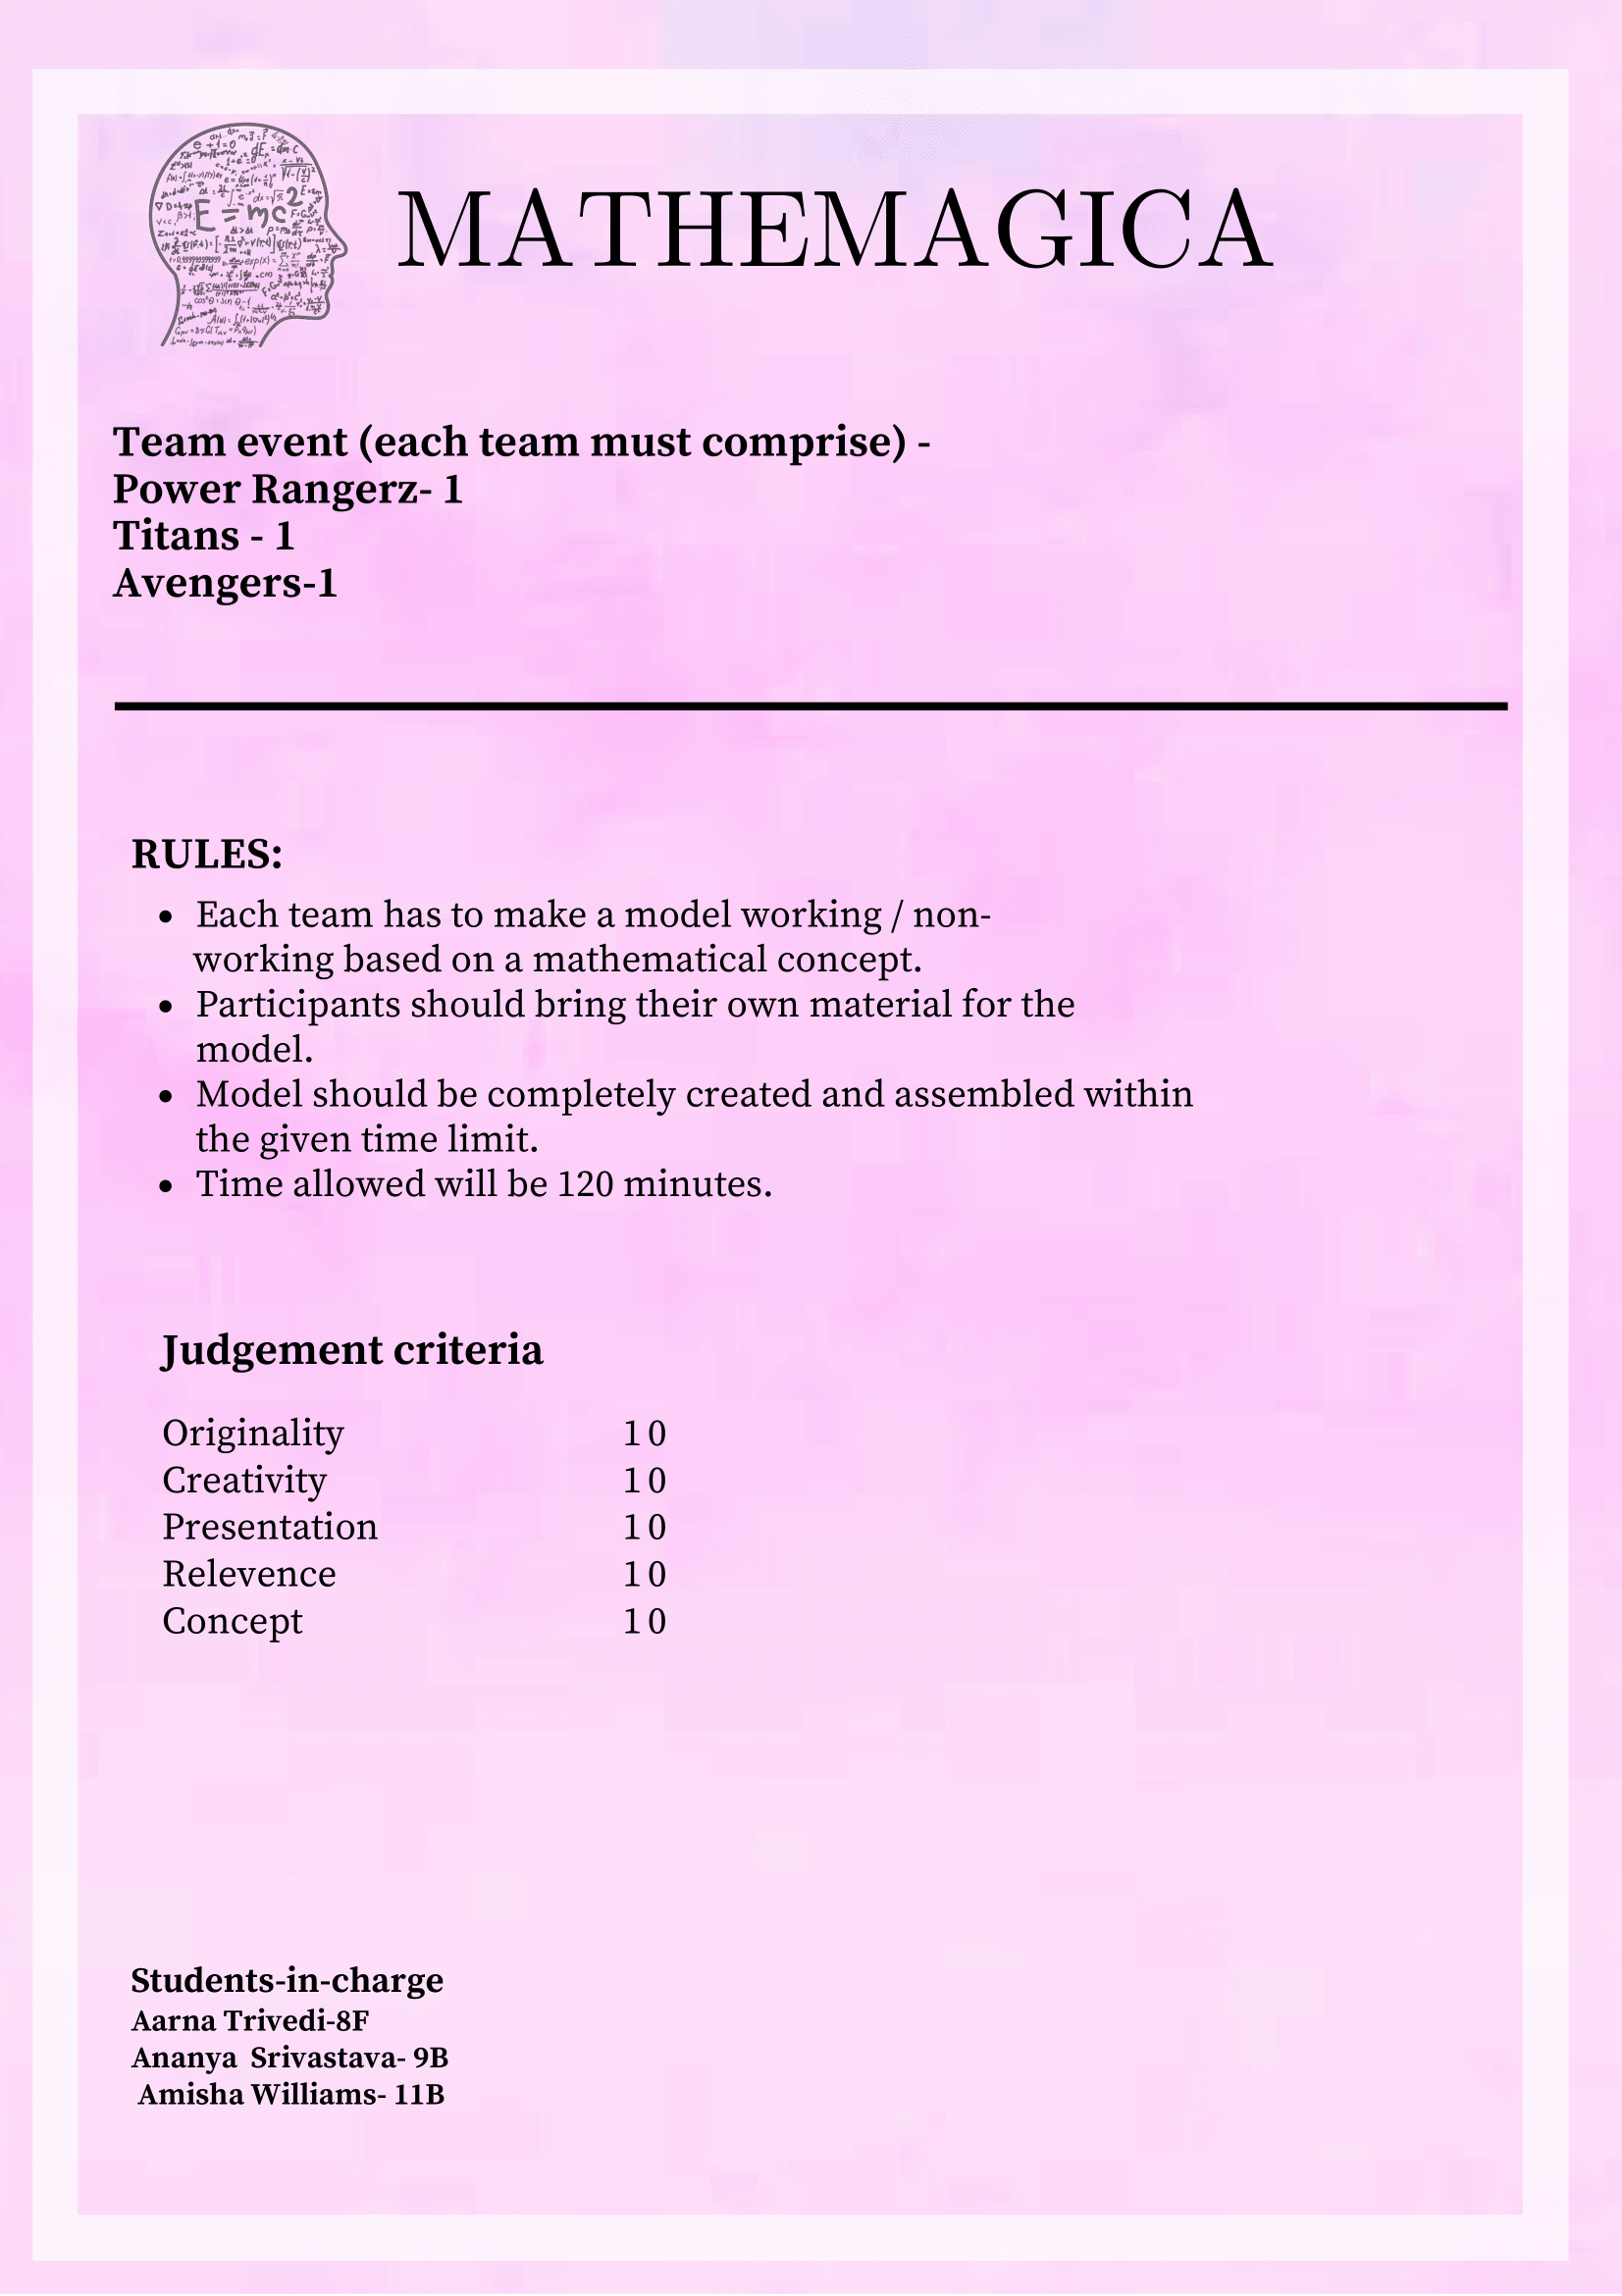 E=mc²
MATHEMAGICA
Team event (each team must comprise) -
Power Rangerz- 1
Titans - 1
Avengers-1
RULES:
• Each team has to make a model working / non-
working based on a mathematical concept.
• Participants should bring their own material for the
model.
• Model should be completely created and assembled within
the given time limit.
• Time allowed will be 120 minutes.
Judgement criteria
Originality 10
Creativity 10
Presentation 10
Relevence 10
Concept 10
Students-in-charge
Aarna Trivedi-8F
Ananya  Srivastava- 9B
Amisha Williams- 11B